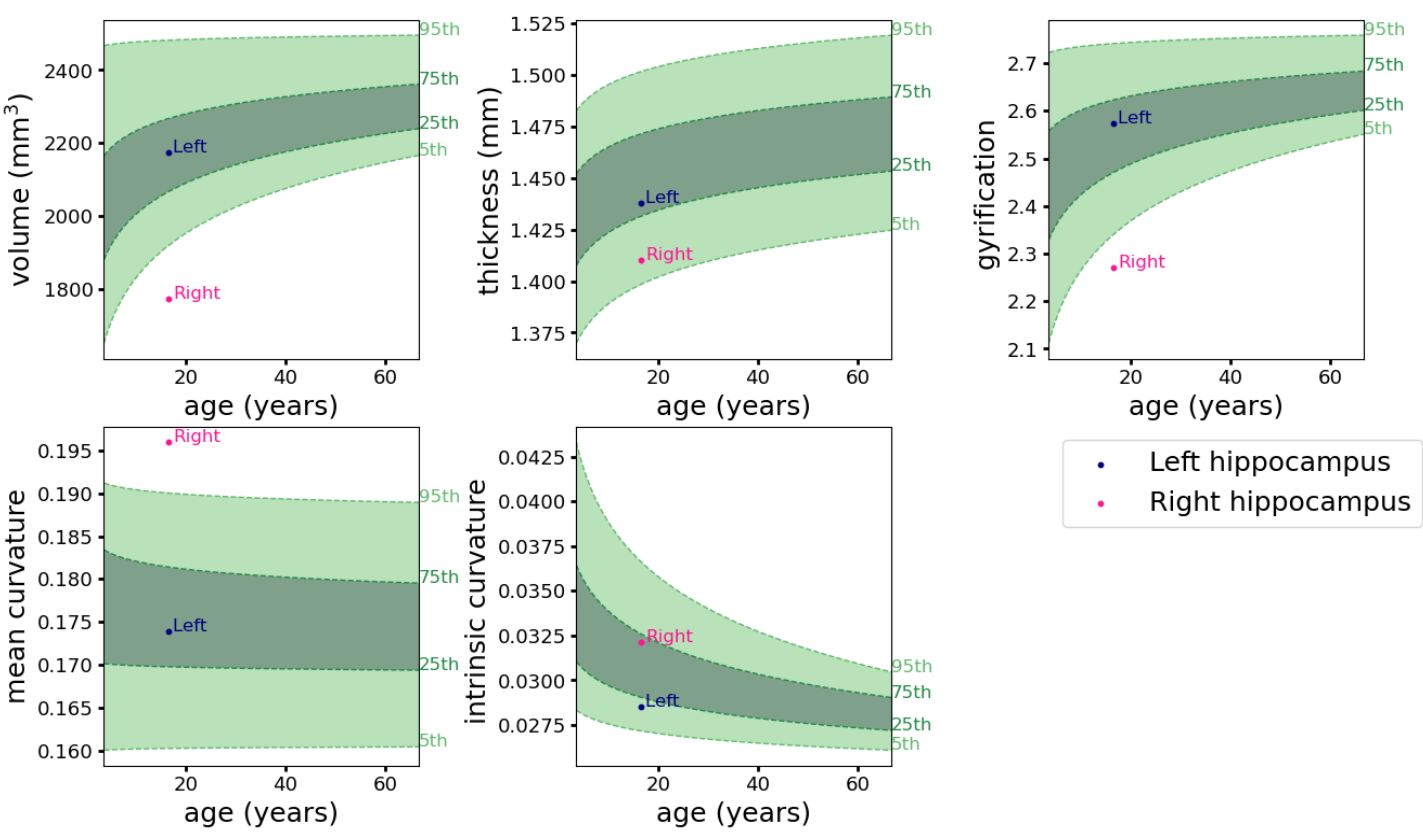 volume (mm³)
2400
2200
2000
1800
95th
75th
25th
5th
Left
Right
20 40 60
age (years)
thickness (mm)
1.525
1.500
1.475
1.450
1.425
1.400
1.375
95th
75th
25th
5th
Left
Right
20 40 60
age (years)
gyrification
2.7
2.6
2.5
2.4
2.3
2.2
2.1
95th
75th
25th
5th
Left
Right
20 40 60
age (years)
mean curvature
0.195
0.190
0.185
0.180
0.175
0.170
0.165
0.160
Right
95th
75th
Left
25th
5th
20 40 60
age (years)
intrinsic curvature
0.0425
0.0400
0.0375
0.0350
0.0325
0.0300
0.0275
Right
Left
95th
75th
25th
5th
20 40 60
age (years)
Left hippocampus
Right hippocampus